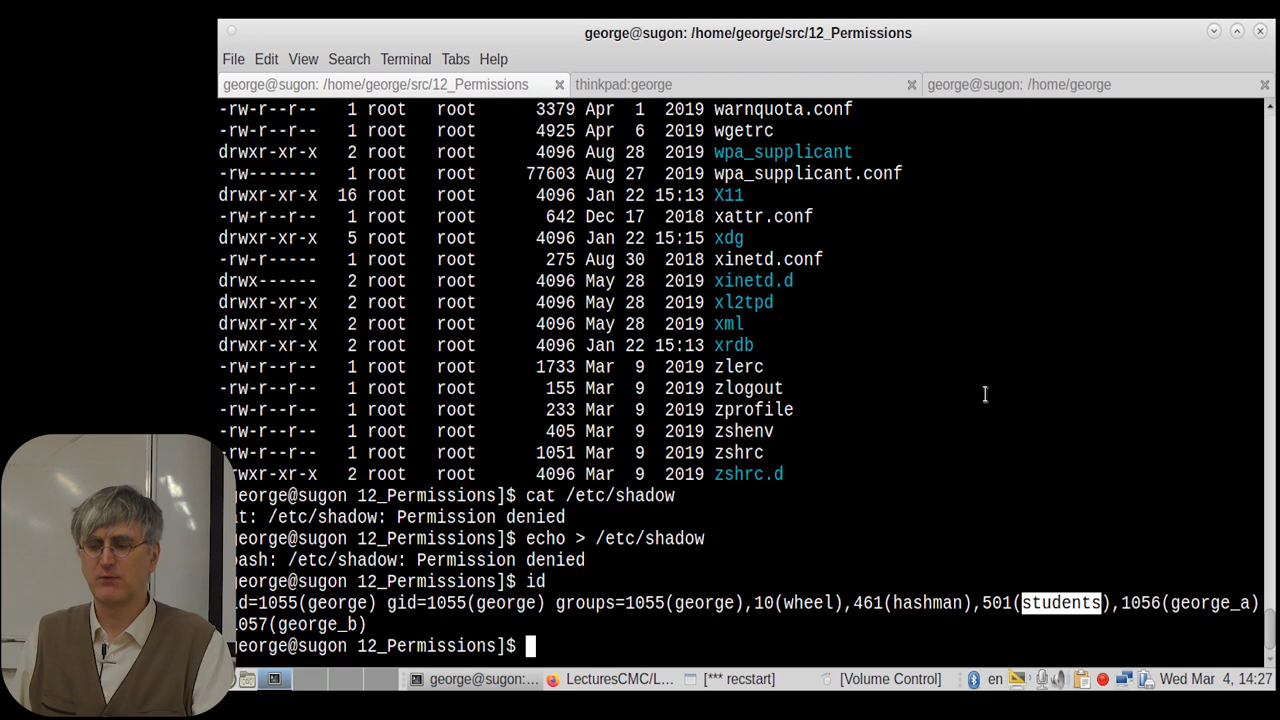 george@sugon: /home/george/src/12_Permissions
File Edit View Search Terminal Tabs Help
george@sugon: /home/george/src/12_Permissions thinkpad:george george@sugon: /home/george
-rw-r--r-- 1 root root 3379 Apr 1 2019 warnquota.conf
-rw-r--r-- 1 root root 4925 Apr 6 2019 wgetrc
drwxr-xr-x 2 root root 4096 Aug 28 2019 wpa_supplicant
-rw------- 1 root root 77603 Aug 27 2019 wpa_supplicant.conf
drwxr-xr-x 16 root root 4096 Jan 22 15:13 X11
-rw-r--r-- 1 root root 642 Dec 17 2018 xattr.conf
drwxr-xr-x 5 root root 4096 Jan 22 15:15 xdg
-rw-r----- 1 root root 275 Aug 30 2018 xinetd.conf
drwx------ 2 root root 4096 May 28 2019 xinetd.d
drwxr-xr-x 2 root root 4096 May 28 2019 xl2tpd
drwxr-xr-x 2 root root 4096 May 28 2019 xml
drwxr-xr-x 2 root root 4096 Jan 22 15:13 xrdb
-rw-r--r-- 1 root root 1733 Mar 9 2019 zlerc
-rw-r--r-- 1 root root 155 Mar 9 2019 zlogout
-rw-r--r-- 1 root root 233 Mar 9 2019 zprofile
-rw-r--r-- 1 root root 405 Mar 9 2019 zshenv
-rw-r--r-- 1 root root 1051 Mar 9 2019 zshrc
drwxr-xr-x 2 root root 4096 Mar 9 2019 zshrc.d
george@sugon 12_Permissions]$ cat /etc/shadow
at: /etc/shadow: Permission denied
george@sugon 12_Permissions]$ echo > /etc/shadow
bash: /etc/shadow: Permission denied
george@sugon 12_Permissions]$ id
id=1055(george) gid=1055(george) groups=1055(george),10(wheel),461(hashman),501(students),1056(george_a)
1057(george_b)
george@sugon 12_Permissions]$
george@sugon:... LecturesCMC/L... [*** recstart] [Volume Control] en Wed Mar 4, 14:27